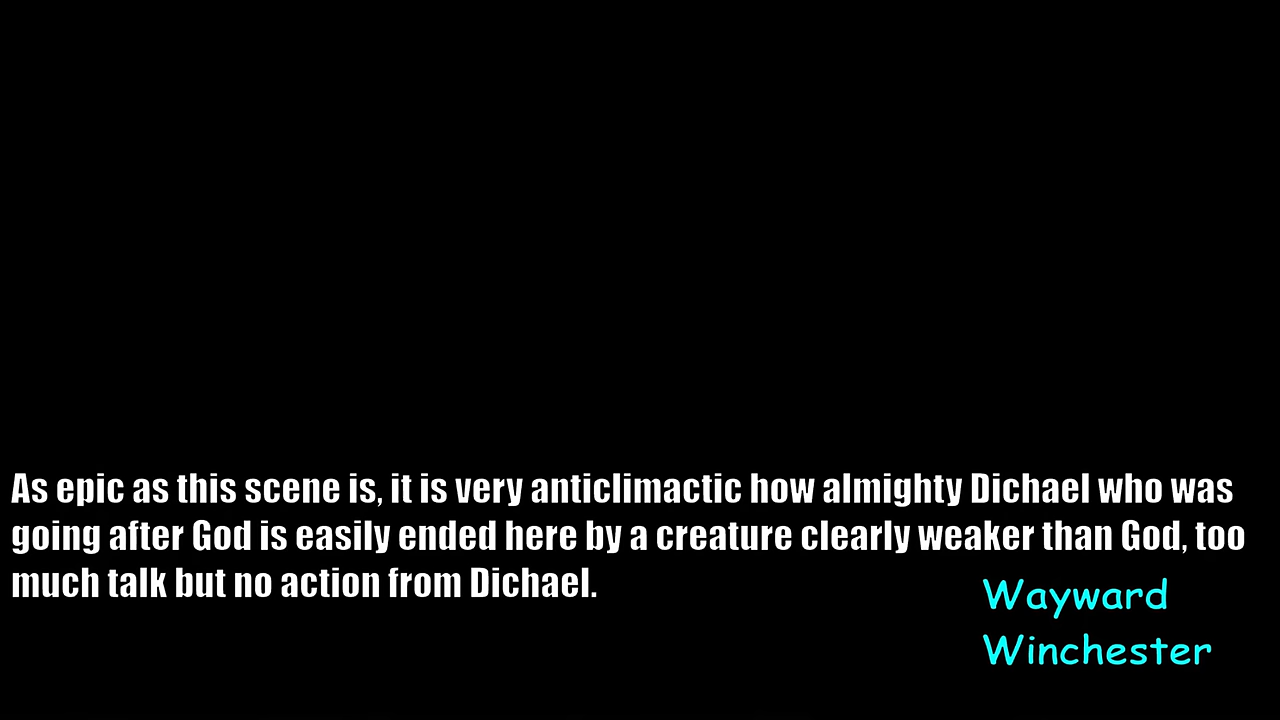 As epic as this scene is, it is very anticlimactic how almighty Dichael who was
going after God is easily ended here by a creature clearly weaker than God, too
much talk but no action from Dichael.
Wayward
Winchester